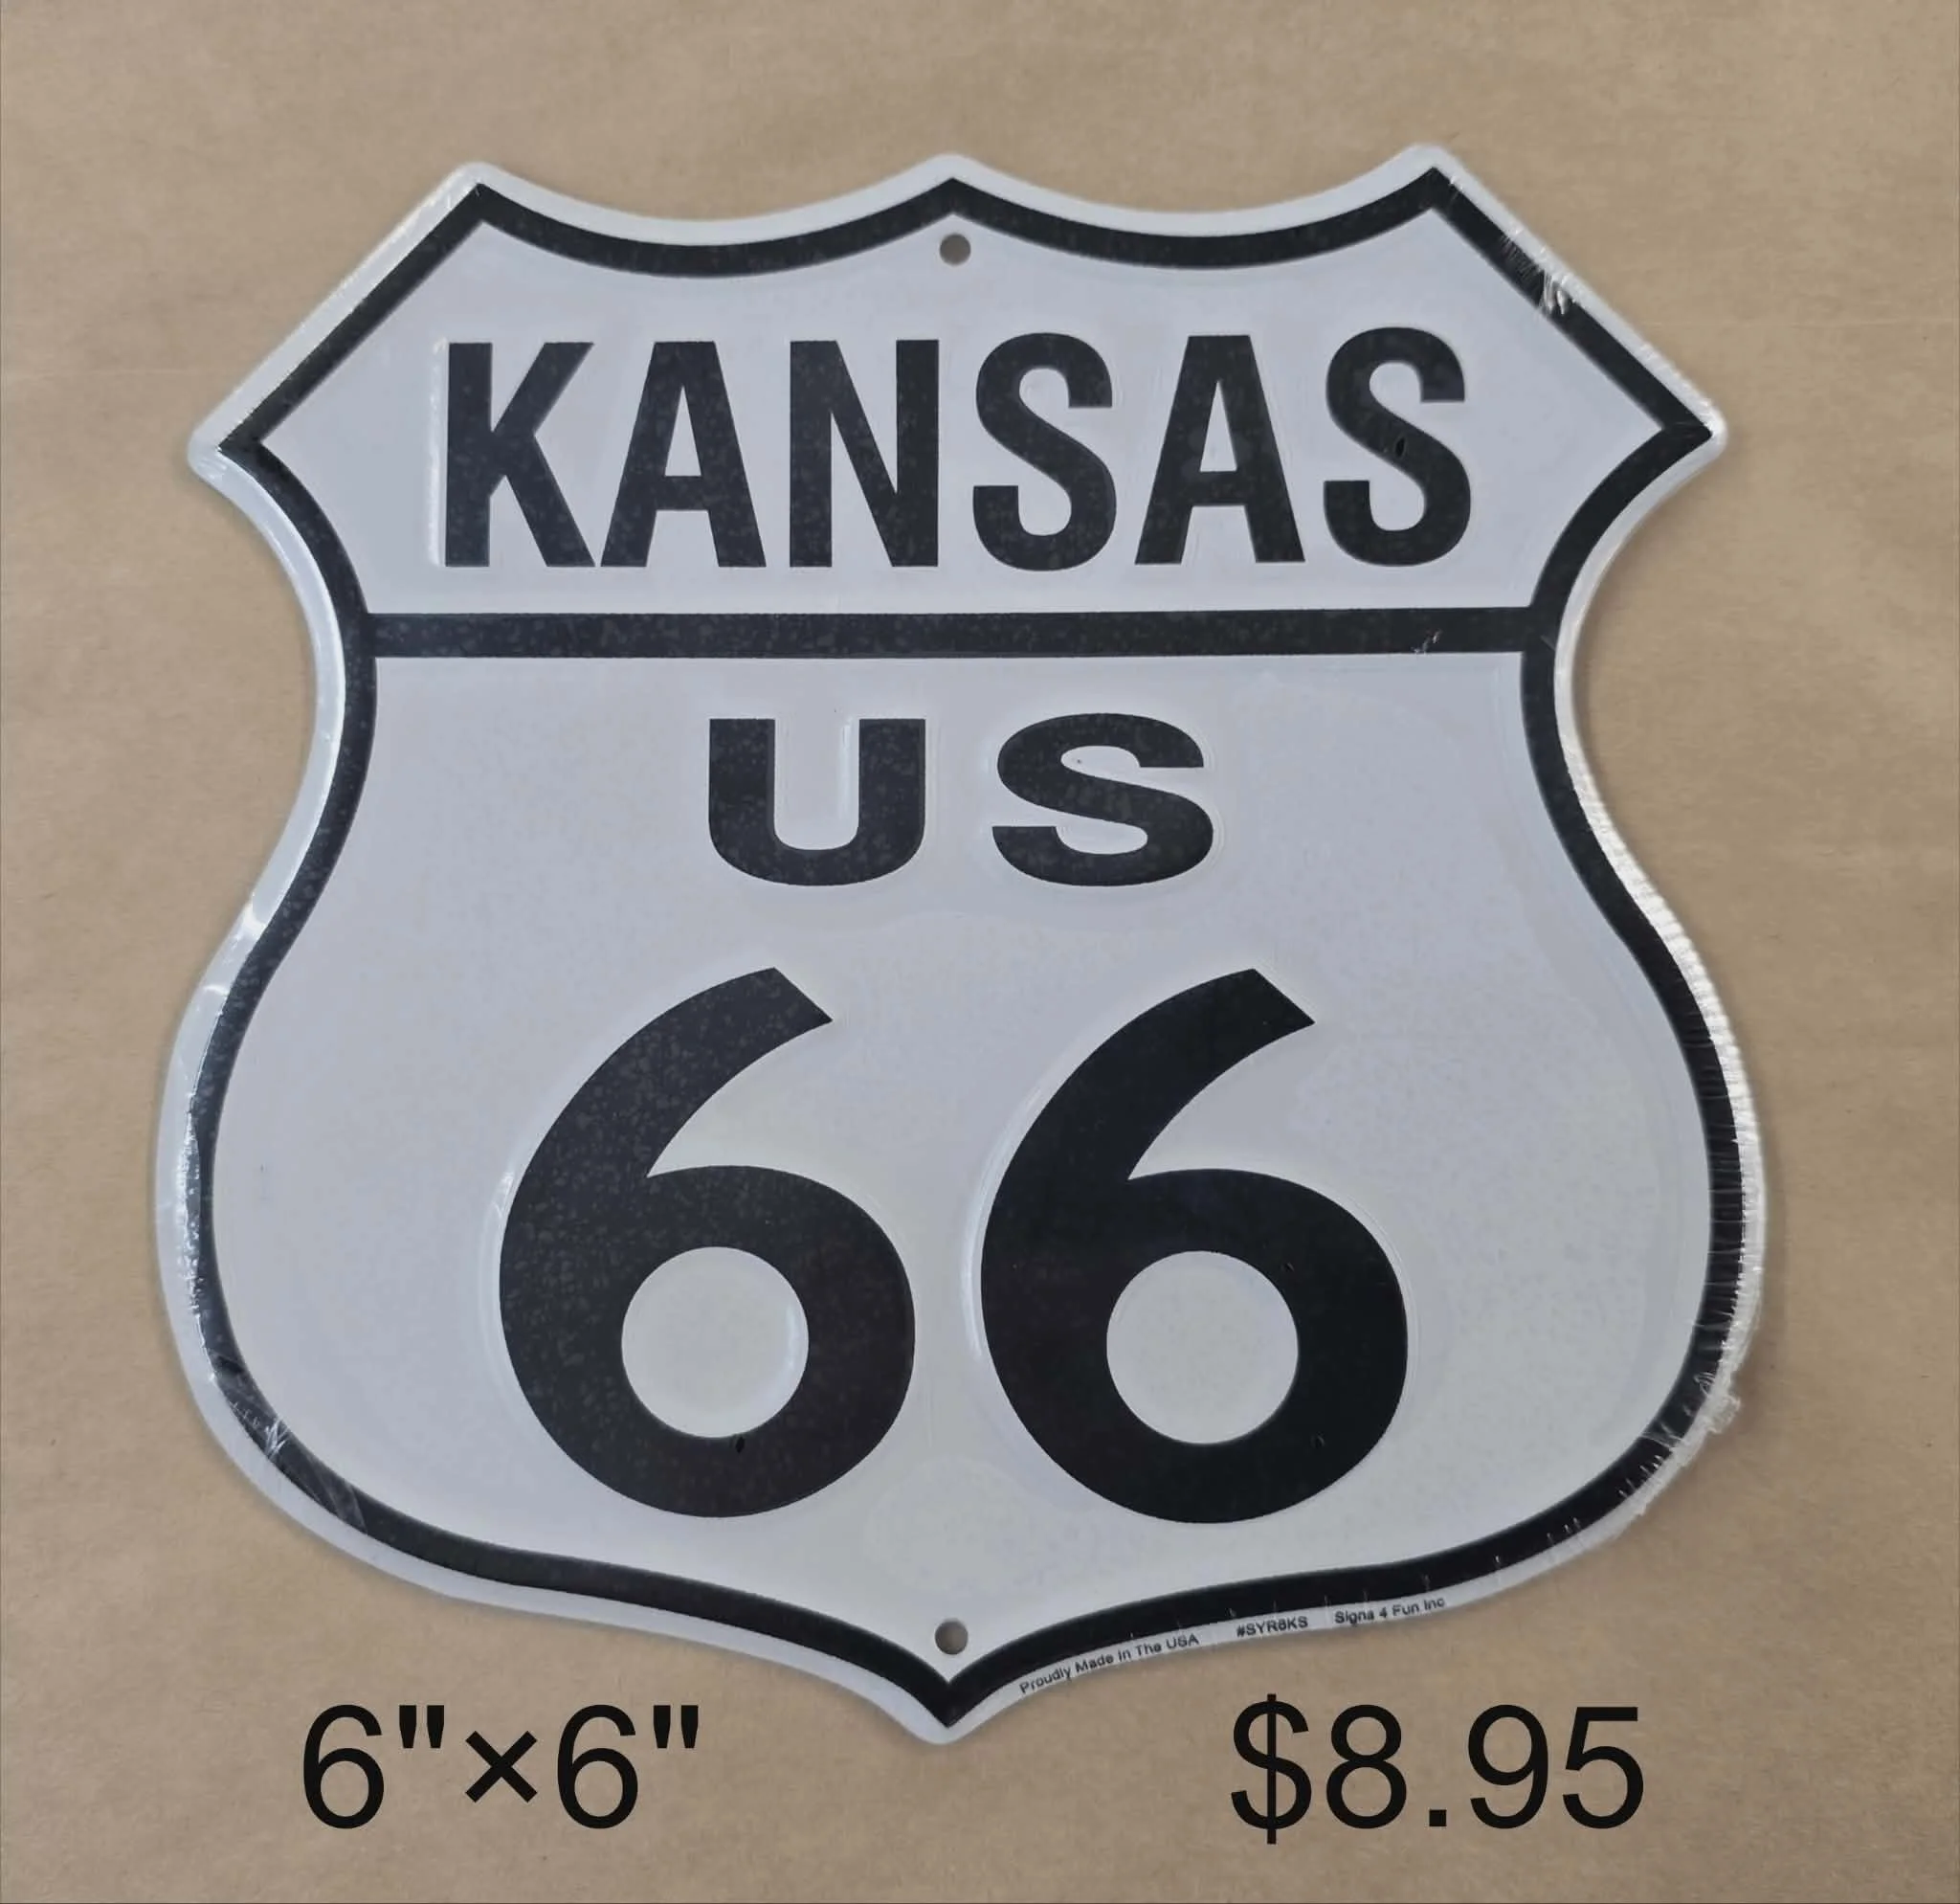 KANSAS
US
66
Proudly Made In The USA #SYR8KS Signs 4 Fun Inc
6"×6" $8.95